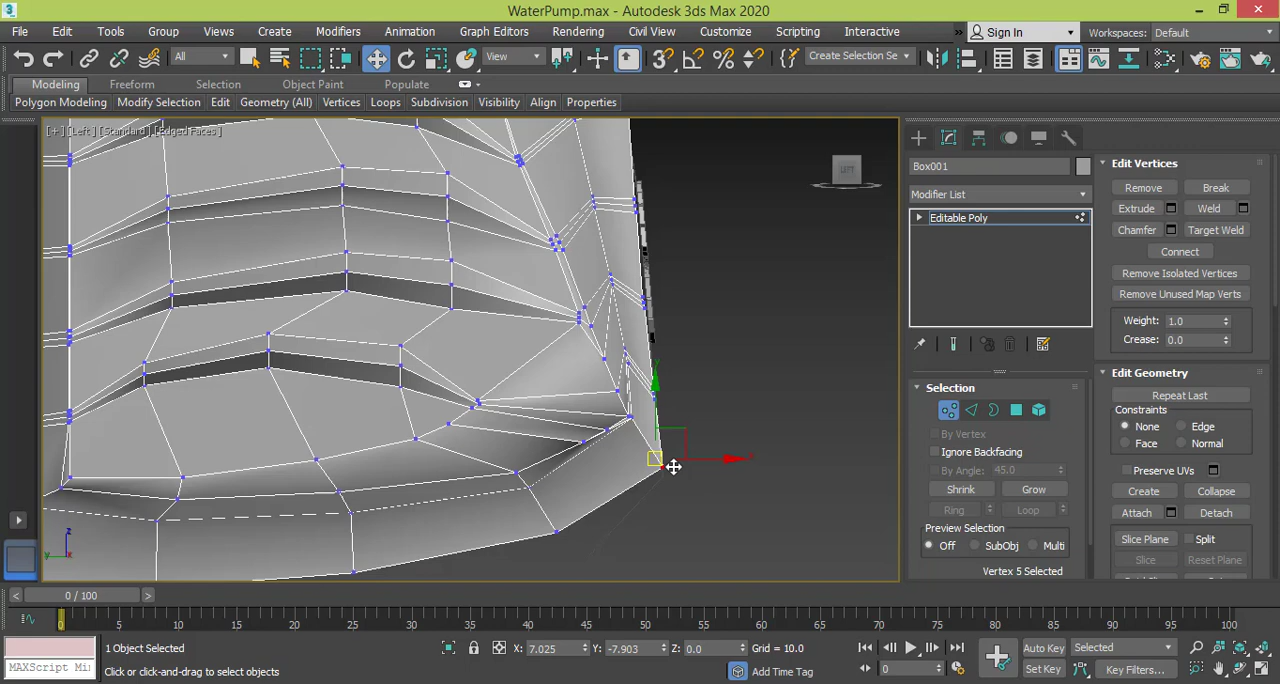 WaterPump.max - Autodesk 3ds Max 2020
File Edit Tools Group Views Create Modifiers Animation Graph Editors Rendering Civil View Customize Scripting Interactive Sign In Workspaces: Default
All View Create Selection Se
Modeling Freeform Selection Object Paint Populate
Polygon Modeling Modify Selection Edit Geometry (All) Vertices Loops Subdivision Visibility Align Properties
[+] [Left] [Standard] [Edged Faces]
Box001
Modifier List
Editable Poly
Selection
By Vertex
Ignore Backfacing
By Angle: 45.0
Shrink Grow
Ring Loop
Preview Selection
Off SubObj Multi
Vertex 5 Selected
Edit Vertices
Remove Break
Extrude Weld
Chamfer Target Weld
Connect
Remove Isolated Vertices
Remove Unused Map Verts
Weight: 1.0
Crease: 0.0
Edit Geometry
Repeat Last
Constraints
None Edge
Face Normal
Preserve UVs
Create Collapse
Attach Detach
Slice Plane Split
Slice Reset Plane
z
y x
0 / 100
0 5 10 15 20 25 30 35 40 45 50 55 60 65 70 75 80 85 90 95 100
1 Object Selected
X: 7.025 Y: -7.903 Z: 0.0 Grid = 10.0
Auto Key Selected
MAXScript Mi
Click or click-and-drag to select objects
Add Time Tag
0
Set Key Key Filters...